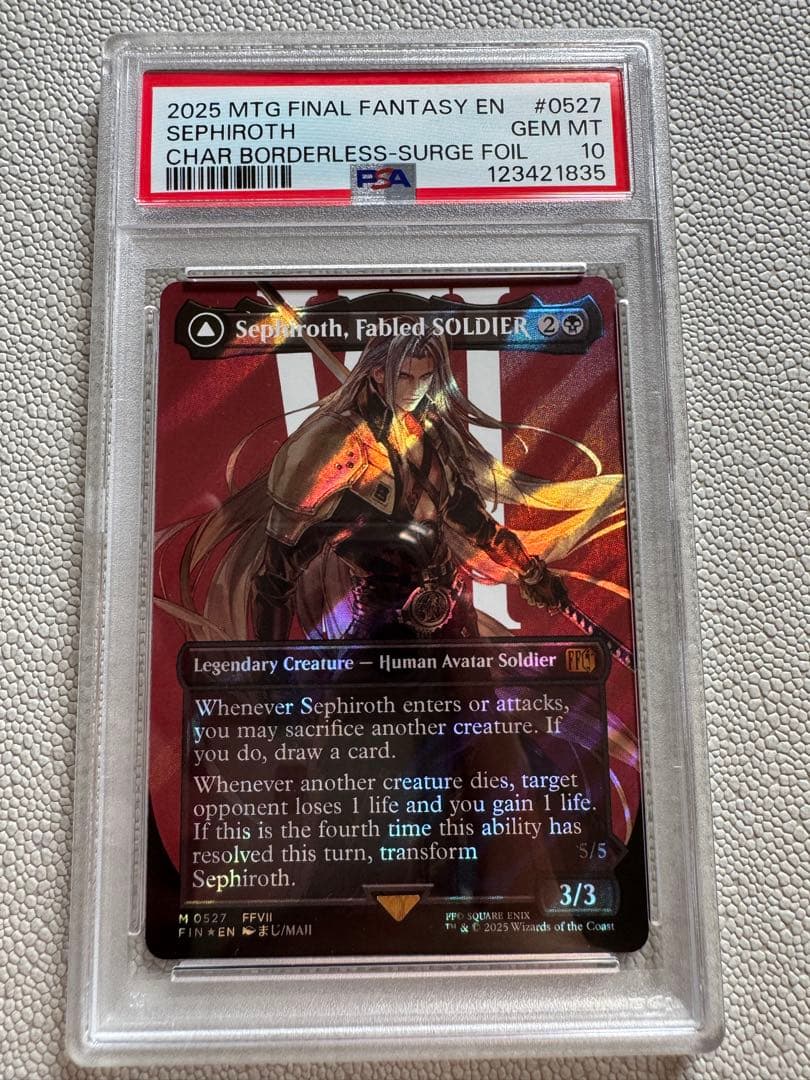 2025 MTG FINAL FANTASY EN #0527
SEPHIROTH GEM MT
CHAR BORDERLESS-SURGE FOIL 10
PSA 123421835
VII
Sephiroth, Fabled SOLDIER 2
Legendary Creature — Human Avatar Soldier
Whenever Sephiroth enters or attacks,
you may sacrifice another creature. If
you do, draw a card.
Whenever another creature dies, target
opponent loses 1 life and you gain 1 life.
If this is the fourth time this ability has
resolved this turn, transform 5/5
Sephiroth.
3/3
M 0527 FFVII
FIN★EN まじ/MAJI
SQUARE ENIX
™ & © 2025 Wizards of the Coast